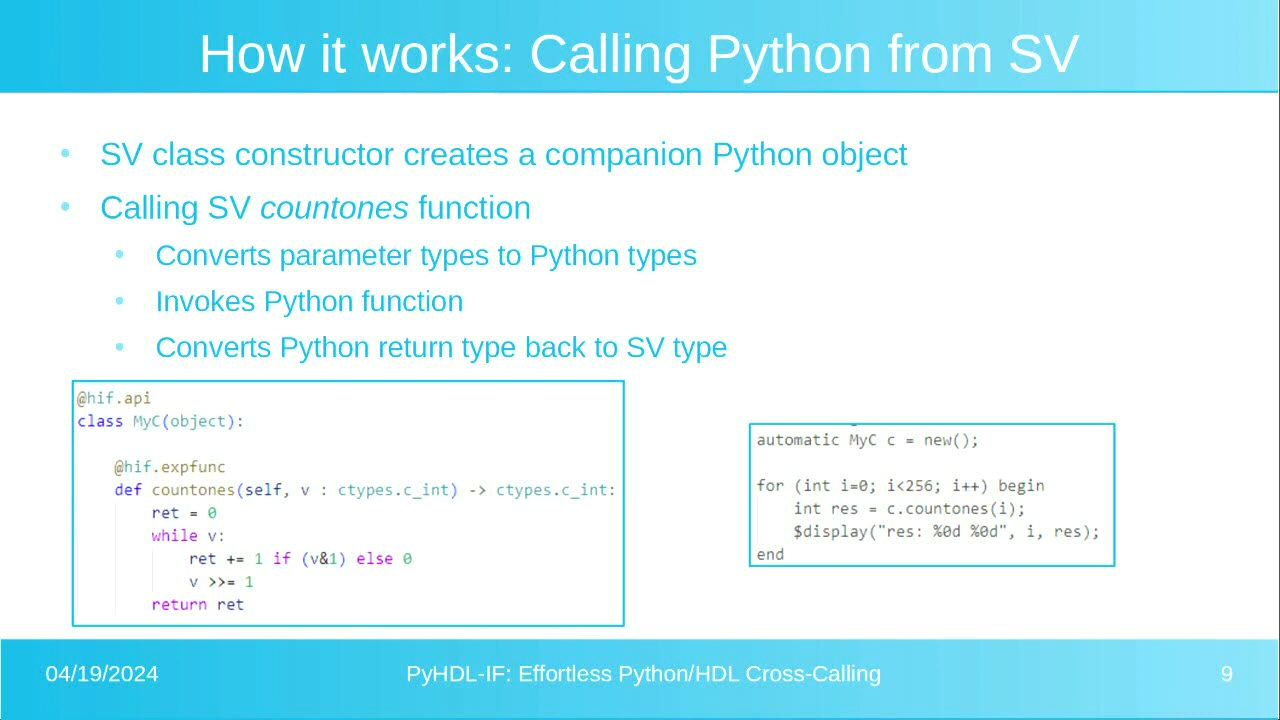 How it works: Calling Python from SV
• SV class constructor creates a companion Python object
• Calling SV countones function
• Converts parameter types to Python types
• Invokes Python function
• Converts Python return type back to SV type
@hif.api
class MyC(object):
@hif.expfunc
def countones(self, v : ctypes.c_int) -> ctypes.c_int:
ret = 0
while v:
ret += 1 if (v&1) else 0
v >>= 1
return ret
automatic MyC c = new();
for (int i=0; i<256; i++) begin
int res = c.countones(i);
$display("res: %0d %0d", i, res);
end
04/19/2024
PyHDL-IF: Effortless Python/HDL Cross-Calling
9